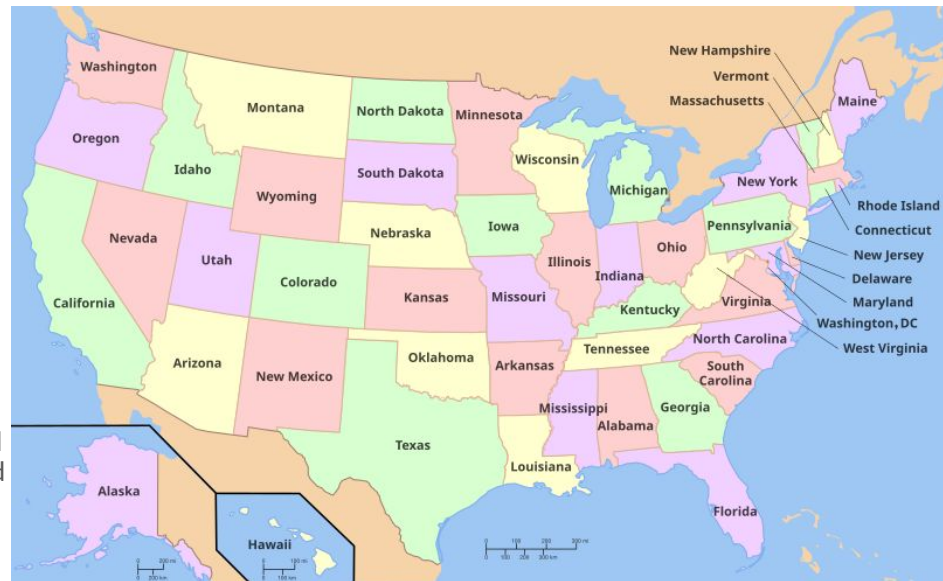 New Hampshire
Vermont
Massachusetts
Washington
Montana
North Dakota
Minnesota
Maine
Oregon
Idaho
Wisconsin
South Dakota
Michigan
New York
Wyoming
Rhode Island
Iowa
Pennsylvania
Connecticut
Nebraska
Nevada
Ohio
New Jersey
Utah
Illinois
Indiana
Delaware
Colorado
Kansas
Missouri
Virginia
Maryland
California
Kentucky
Washington, DC
North Carolina
West Virginia
Tennessee
Arizona
Oklahoma
Arkansas
South
Carolina
New Mexico
Mississippi
Georgia
Alabama
Texas
Louisiana
Alaska
Florida
Hawaii